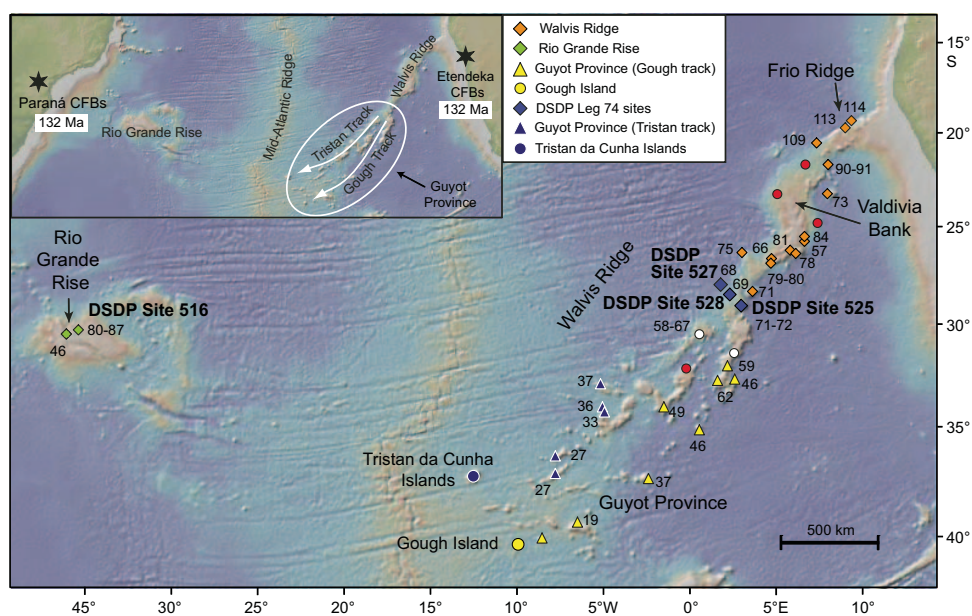 Paraná CFBs
132 Ma
Rio Grande Rise
Mid-Atlantic Ridge
Walvis Ridge
Etendeka
CFBs
132 Ma
Tristan Track
Gough Track
Guyot
Province
Walvis Ridge
Rio Grande Rise
Guyot Province (Gough track)
Gough Island
DSDP Leg 74 sites
Guyot Province (Tristan track)
Tristan da Cunha Islands
15°
S
20°
25°
30°
35°
40°
Frio Ridge
114
113
109
90-91
73
Valdivia
Bank
84
57
81
78
66
75
79-80
DSDP
Site 527
68
69
71
DSDP Site 528
DSDP Site 525
71-72
Walvis Ridge
58-67
Rio
Grande
Rise
DSDP Site 516
80-87
46
59
46
62
49
46
37
36
33
27
27
37
Tristan da Cunha
Islands
Guyot Province
19
Gough Island
500 km
45°
30°
25°
20°
15°
10°
5°W
0°
5°E
10°